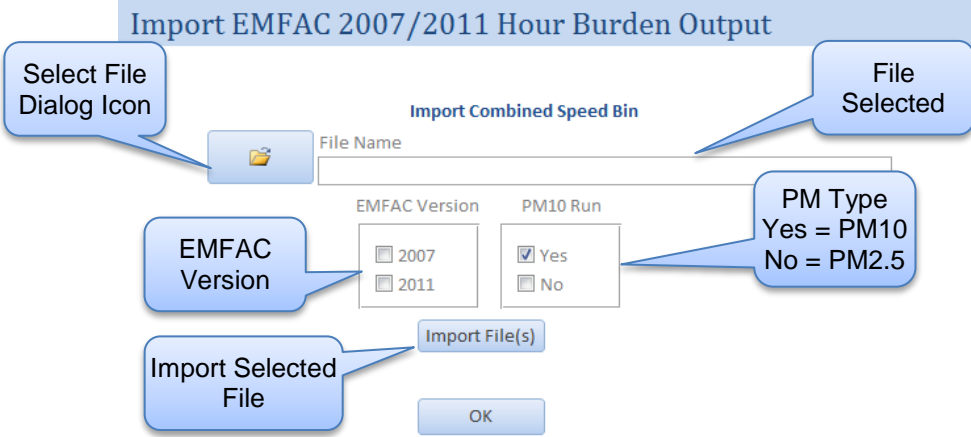 Import EMFAC 2007/2011 Hour Burden Output
Select File
Dialog Icon
File
Selected
Import Combined Speed Bin
File Name
EMFAC Version
PM10 Run
PM Type
Yes = PM10
No = PM2.5
EMFAC
Version
2007
Yes
2011
No
Import File(s)
Import Selected
File
OK